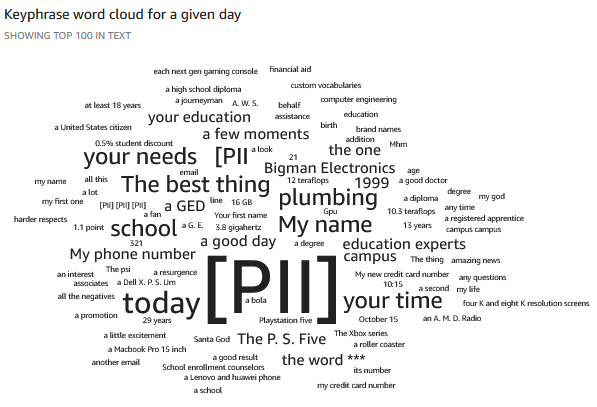 Keyphrase word cloud for a given day
SHOWING TOP 100 IN TEXT
each next gen gaming console
financial aid
a high school diploma
custom vocabularies
at least 18 years
a journeyman
A. W. S.
behalf
computer engineering
your education
assistance
education
a United States citizen
a few moments
birth
brand names
0.5% student discount
addition
Mhm
your needs
[PII
a look
the one
21
email
Bigman Electronics
age
my name
all this
The best thing
12 teraflops
1999
a good doctor
a lot
plumbing
degree
my god
my first one
[PII] [PII] [PII]
a GED
line
16 GB
a diploma
any time
harder respects
a fan
Your first name
Gpu
10.3 teraflops
a registered apprentice
1.1 point
school
a G. E.
3.8 gigahertz
My name
13 years
campus campus
321
a good day
a degree
education experts
My phone number
campus
The thing
amazing news
an interest
The psi
a resurgence
[PII]
My new credit card number
any questions
associates
a Dell X. P. S. Um
10:15
a second
my life
all the negatives
today
a bola
your time
four K and eight K resolution screens
a promotion
29 years
Playstation five
October 15
an A. M. D. Radio
a little excitement
Santa God
The P. S. Five
The Xbox series
a Macbook Pro 15 inch
a roller coaster
another email
a good result
the word ***
School enrollment counselors
its number
a Lenovo and huawei phone
my credit card number
a school